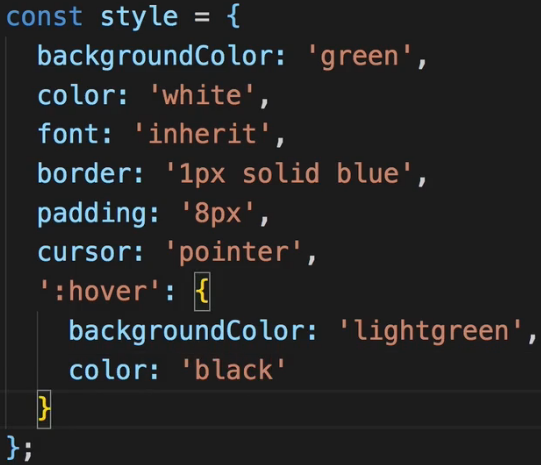 const style = {
  backgroundColor: 'green',
  color: 'white',
  font: 'inherit',
  border: '1px solid blue',
  padding: '8px',
  cursor: 'pointer',
  ':hover': {
    backgroundColor: 'lightgreen',
    color: 'black'
  }
};